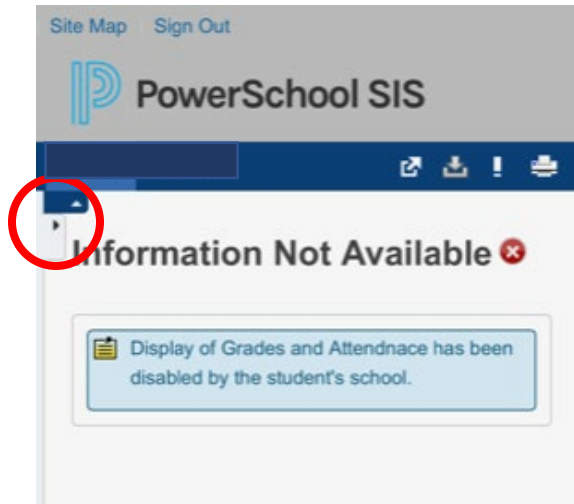 Site Map Sign Out
PowerSchool SIS
Information Not Available
Display of Grades and Attendnace has been
disabled by the student's school.